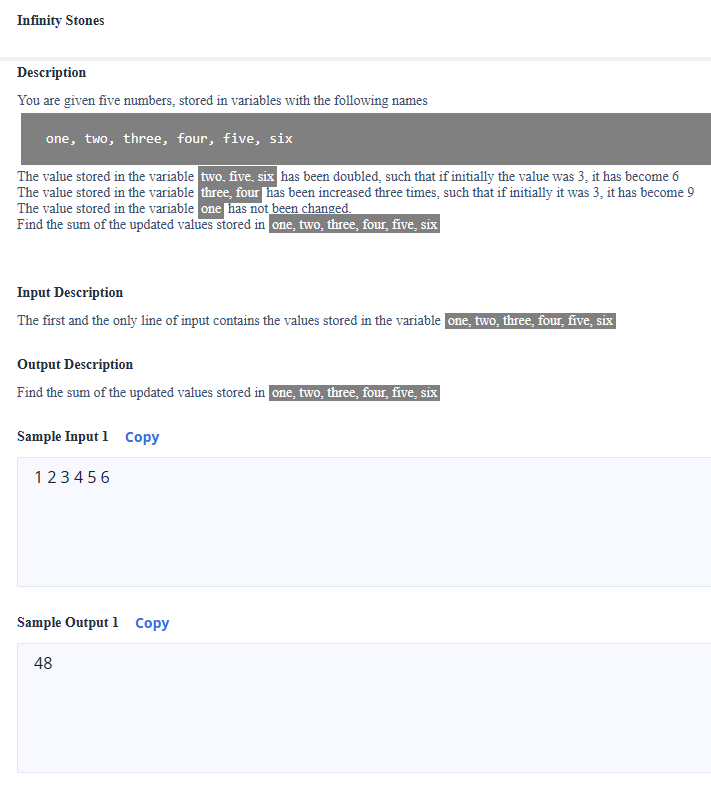 Infinity Stones
Description
You are given five numbers, stored in variables with the following names
one, two, three, four, five, six
The value stored in the variable two, five, six has been doubled, such that if initially the value was 3, it has become 6
The value stored in the variable three, four has been increased three times, such that if initially it was 3, it has become 9
The value stored in the variable one has not been changed.
Find the sum of the updated values stored in one, two, three, four, five, six
Input Description
The first and the only line of input contains the values stored in the variable one, two, three, four, five, six
Output Description
Find the sum of the updated values stored in one, two, three, four, five, six
Sample Input 1 Copy
1 2 3 4 5 6
Sample Output 1 Copy
48